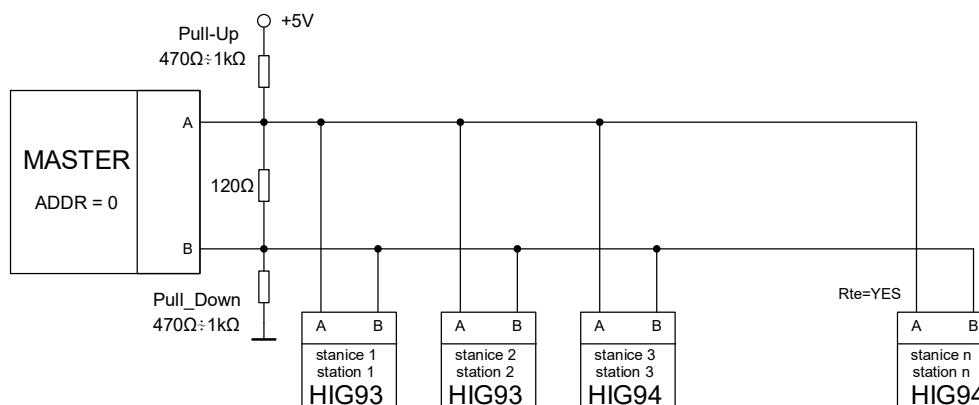 +5V
Pull-Up
470Ω÷1kΩ
A
MASTER
ADDR = 0
120Ω
B
Pull_Down
470Ω÷1kΩ
Rte=YES
A B
A B
A B
A B
stanice 1
station 1
HIG93
stanice 2
station 2
HIG93
stanice 3
station 3
HIG94
stanice n
station n
HIG94